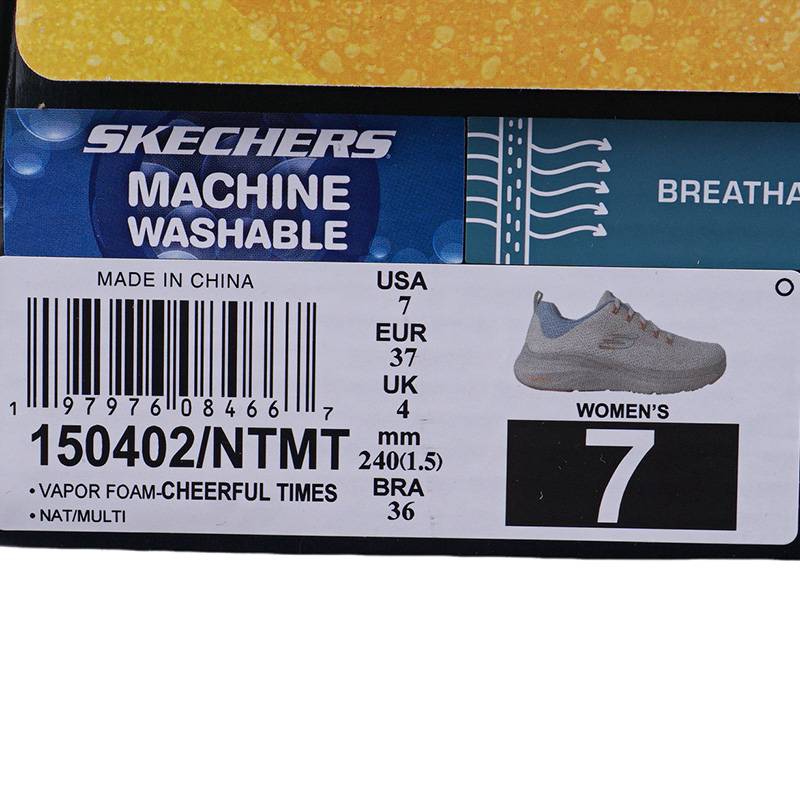 SKECHERS
MACHINE
WASHABLE
BREATHA
MADE IN CHINA
1 97976 08466 7
150402/NTMT
• VAPOR FOAM-CHEERFUL TIMES
• NAT/MULTI
USA
7
EUR
37
UK
4
mm
240(1.5)
BRA
36
WOMEN'S
7